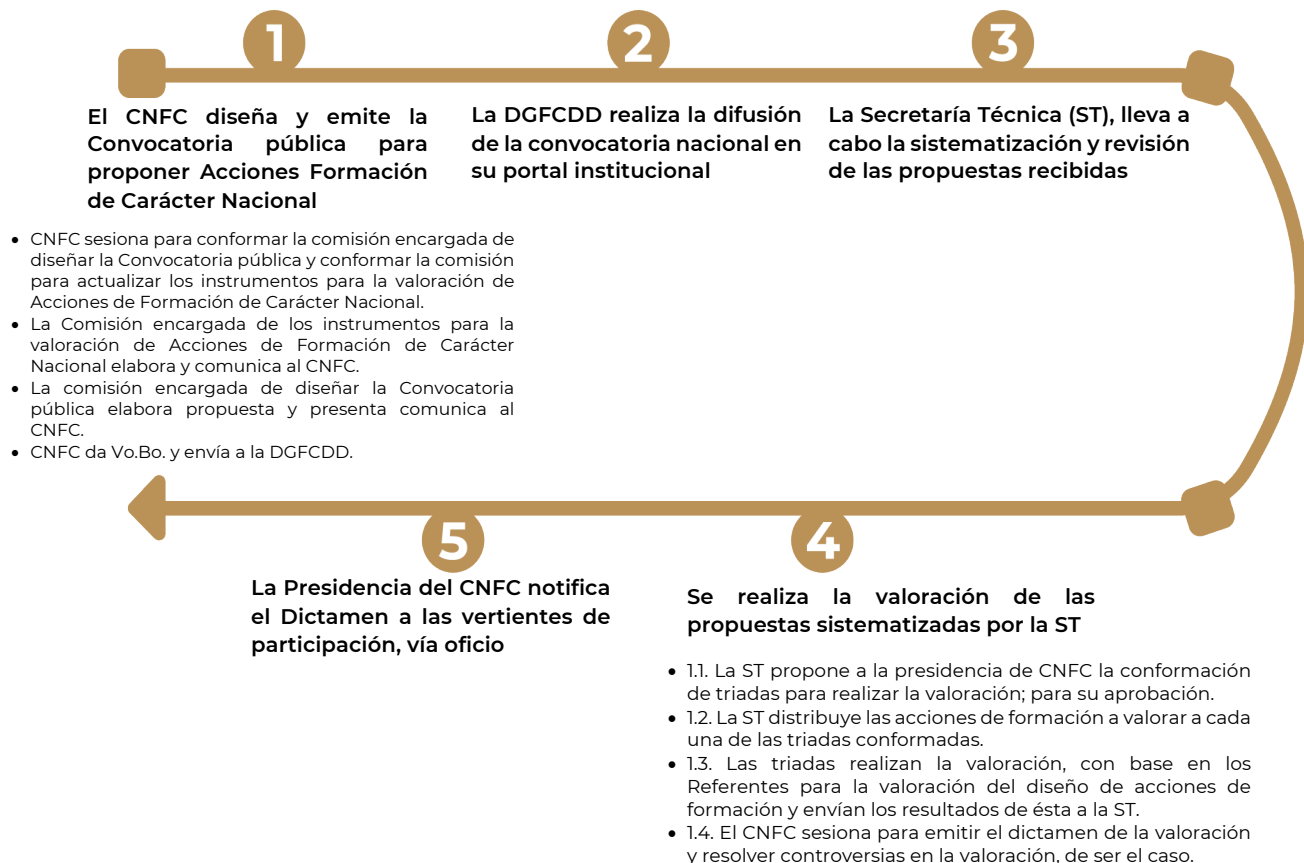 1
2
3
El CNFC diseña y emite la
Convocatoria pública para
proponer Acciones Formación
de Carácter Nacional
La DGFCDD realiza la difusión
de la convocatoria nacional en
su portal institucional
La Secretaría Técnica (ST), lleva a
cabo la sistematización y revisión
de las propuestas recibidas
• CNFC sesiona para conformar la comisión encargada de
diseñar la Convocatoria pública y conformar la comisión
para actualizar los instrumentos para la valoración de
Acciones de Formación de Carácter Nacional.
• La Comisión encargada de los instrumentos para la
valoración de Acciones de Formación de Carácter
Nacional elabora y comunica al CNFC.
• La comisión encargada de diseñar la Convocatoria
pública elabora propuesta y presenta comunica al
CNFC.
• CNFC da Vo.Bo. y envía a la DGFCDD.
4
Se realiza la valoración de las
propuestas sistematizadas por la ST
• 1.1. La ST propone a la presidencia de CNFC la conformación
de triadas para realizar la valoración; para su aprobación.
• 1.2. La ST distribuye las acciones de formación a valorar a cada
una de las triadas conformadas.
• 1.3. Las triadas realizan la valoración, con base en los
Referentes para la valoración del diseño de acciones de
formación y envían los resultados de ésta a la ST.
• 1.4. El CNFC sesiona para emitir el dictamen de la valoración
y resolver controversias en la valoración, de ser el caso.
5
La Presidencia del CNFC notifica
el Dictamen a las vertientes de
participación, vía oficio